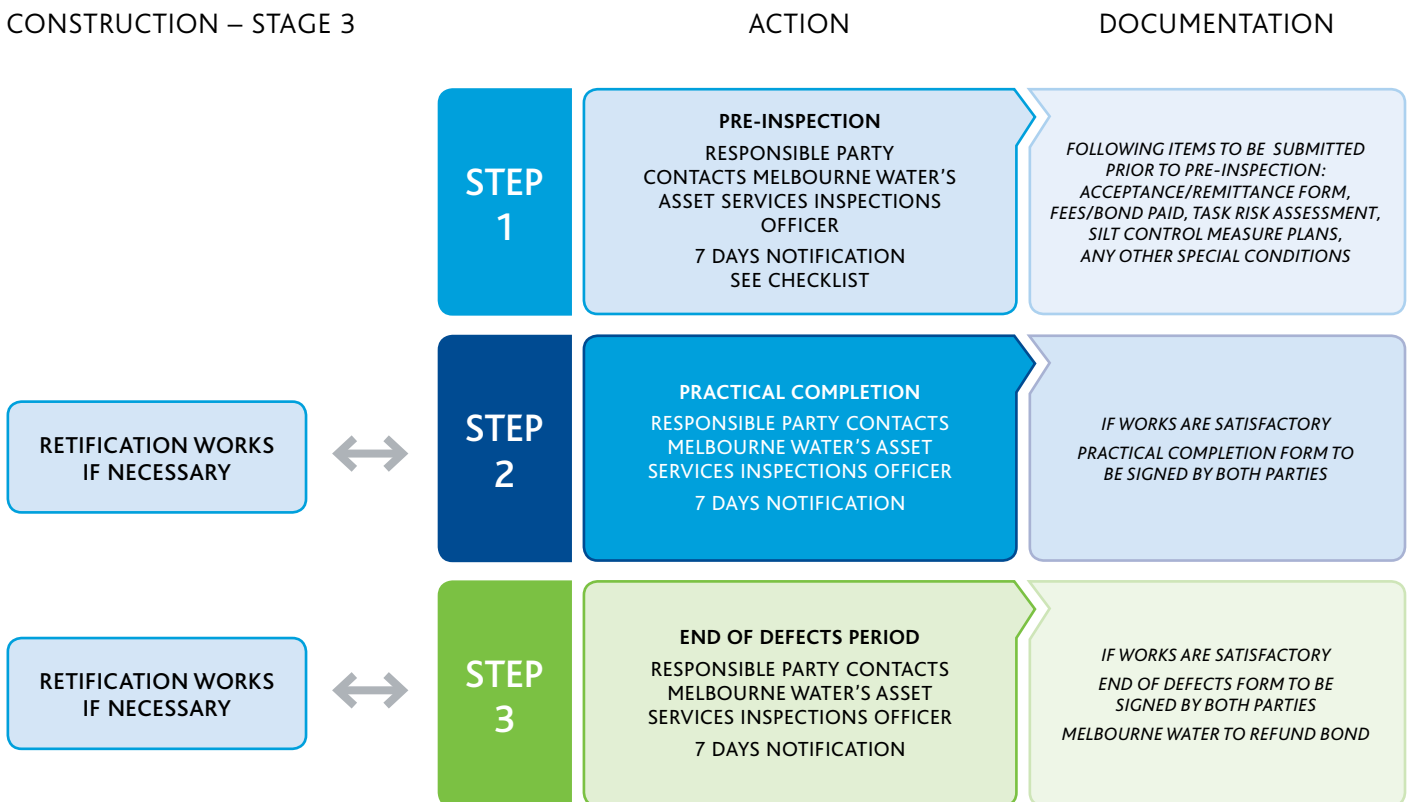 CONSTRUCTION – STAGE 3
ACTION
DOCUMENTATION
STEP
1
PRE-INSPECTION
RESPONSIBLE PARTY
CONTACTS MELBOURNE WATER’S
ASSET SERVICES INSPECTIONS
OFFICER
7 DAYS NOTIFICATION
SEE CHECKLIST
FOLLOWING ITEMS TO BE SUBMITTED
PRIOR TO PRE-INSPECTION:
ACCEPTANCE/REMITTANCE FORM,
FEES/BOND PAID, TASK RISK ASSESSMENT,
SILT CONTROL MEASURE PLANS,
ANY OTHER SPECIAL CONDITIONS
RETIFICATION WORKS
IF NECESSARY
STEP
2
PRACTICAL COMPLETION
RESPONSIBLE PARTY CONTACTS
MELBOURNE WATER’S ASSET
SERVICES INSPECTIONS OFFICER
7 DAYS NOTIFICATION
IF WORKS ARE SATISFACTORY
PRACTICAL COMPLETION FORM TO
BE SIGNED BY BOTH PARTIES
RETIFICATION WORKS
IF NECESSARY
STEP
3
END OF DEFECTS PERIOD
RESPONSIBLE PARTY CONTACTS
MELBOURNE WATER’S ASSET
SERVICES INSPECTIONS OFFICER
7 DAYS NOTIFICATION
IF WORKS ARE SATISFACTORY
END OF DEFECTS FORM TO BE
SIGNED BY BOTH PARTIES
MELBOURNE WATER TO REFUND BOND